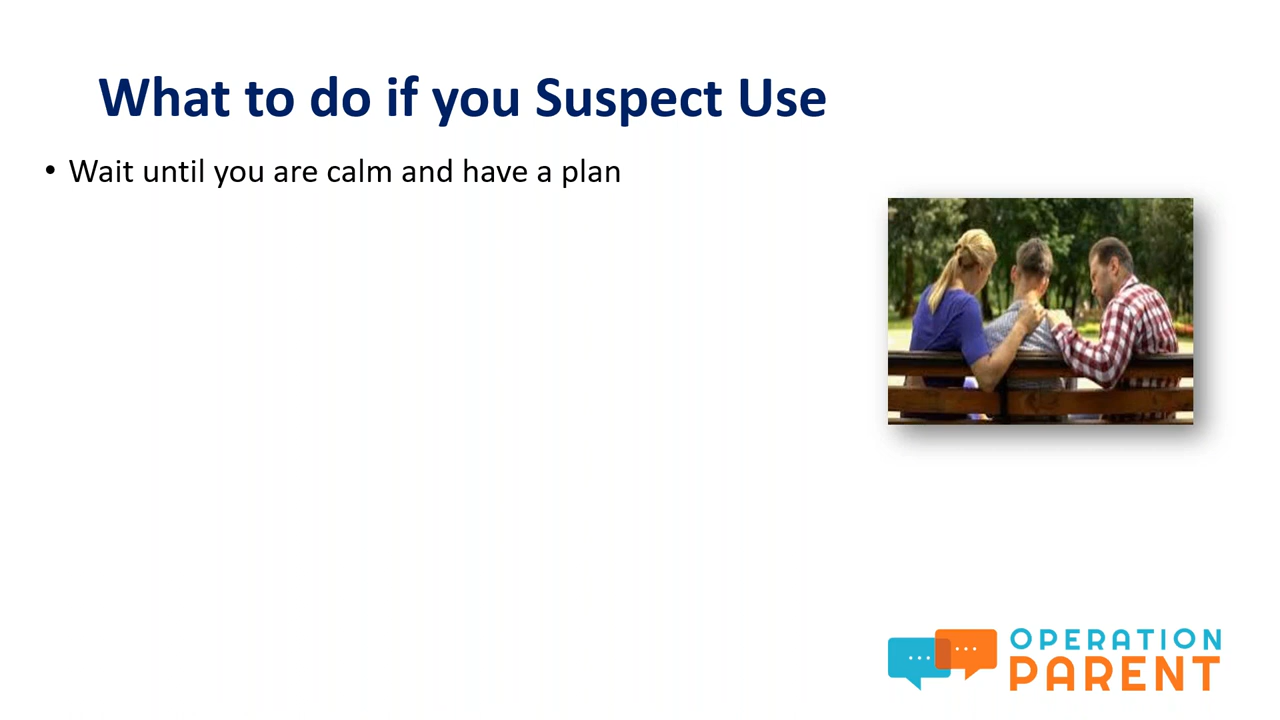 What to do if you Suspect Use
• Wait until you are calm and have a plan
OPERATION
PARENT